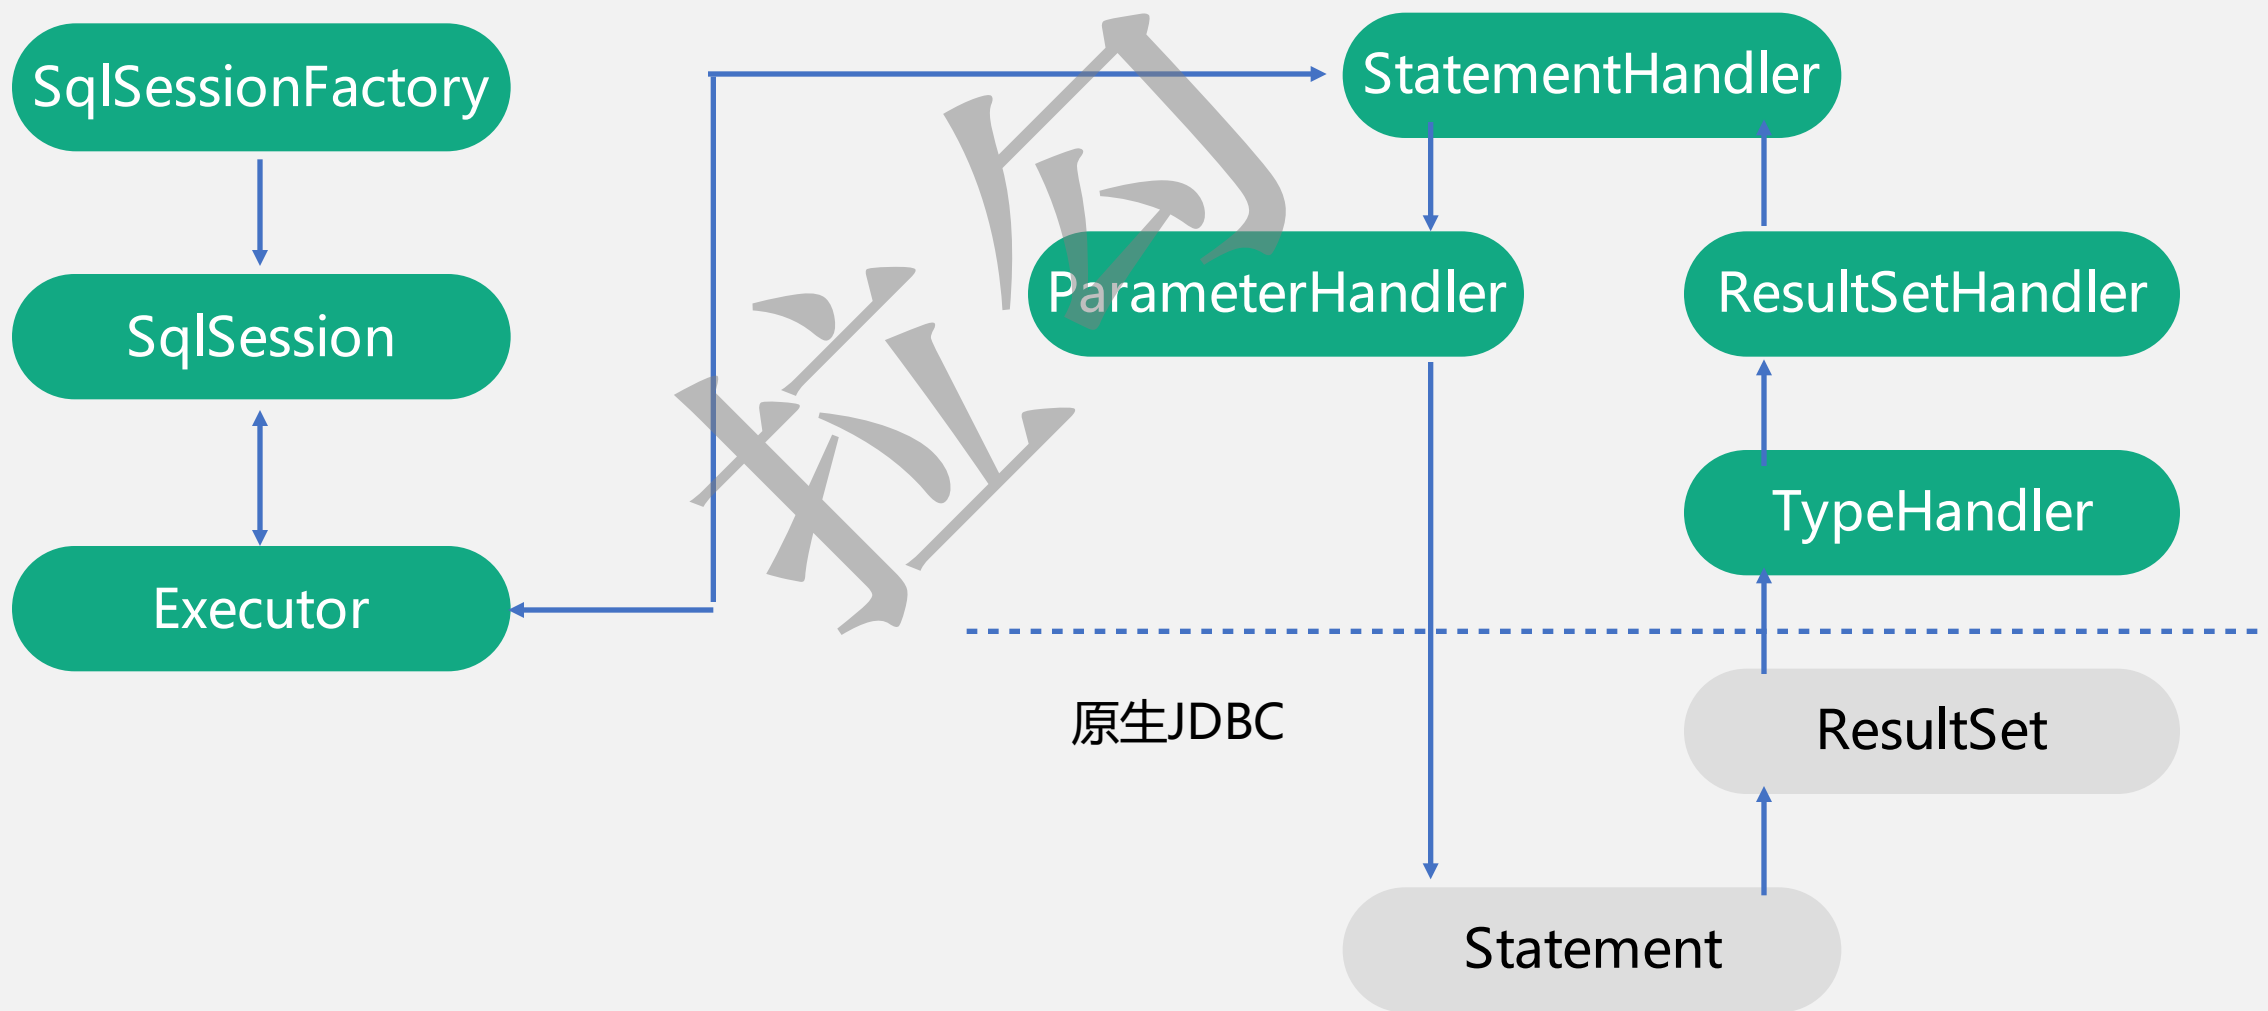 SqlSessionFactory
SqlSession
Executor
StatementHandler
ParameterHandler
ResultSetHandler
TypeHandler
原生JDBC
ResultSet
Statement
拉勾